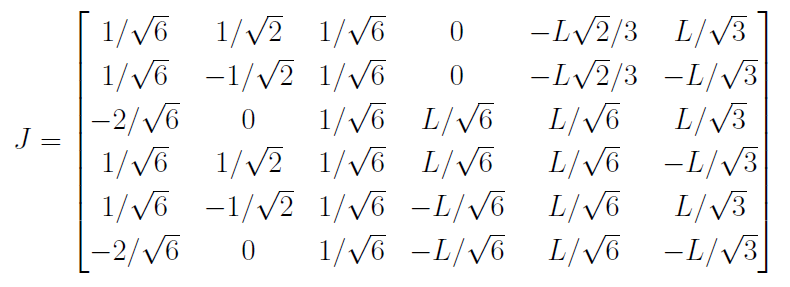 1/√6 1/√2 1/√6 0 −L√2/3 L/√3
1/√6 −1/√2 1/√6 0 −L√2/3 −L/√3
−2/√6 0 1/√6 L/√6 L/√6 L/√3
J = 1/√6 1/√2 1/√6 L/√6 L/√6 −L/√3
1/√6 −1/√2 1/√6 −L/√6 L/√6 L/√3
−2/√6 0 1/√6 −L/√6 L/√6 −L/√3